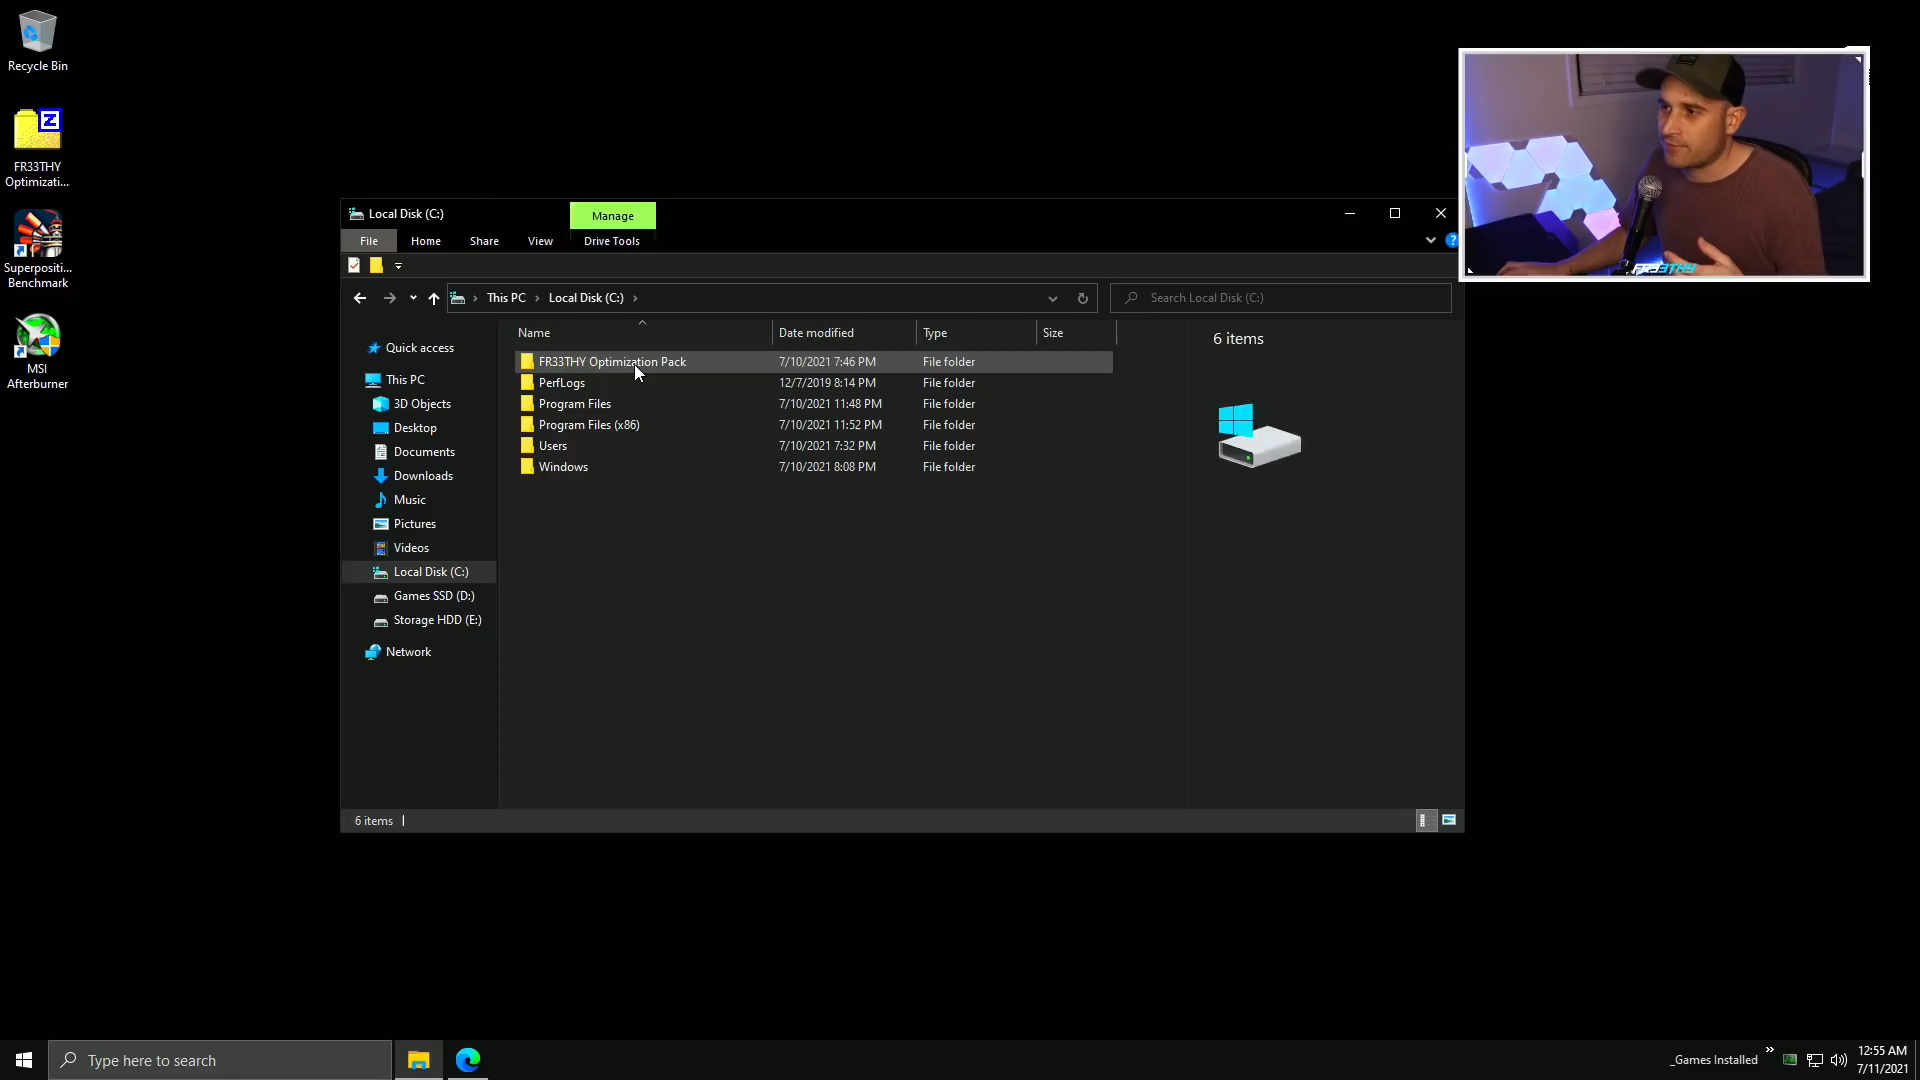 Recycle Bin
FR33THY
Optimizati...
Superpositi...
Benchmark
MSI
Afterburner
Local Disk (C:)
Manage
File
Home
Share
View
Drive Tools
This PC
Local Disk (C:)
Search Local Disk (C:)
Quick access
This PC
3D Objects
Desktop
Documents
Downloads
Music
Pictures
Videos
Local Disk (C:)
Games SSD (D:)
Storage HDD (E:)
Network
Name Date modified Type Size
FR33THY Optimization Pack 7/10/2021 7:46 PM File folder
PerfLogs 12/7/2019 8:14 PM File folder
Program Files 7/10/2021 11:48 PM File folder
Program Files (x86) 7/10/2021 11:52 PM File folder
Users 7/10/2021 7:32 PM File folder
Windows 7/10/2021 8:08 PM File folder
6 items
6 items
FR33THY
Type here to search
_Games Installed
12:55 AM
7/11/2021